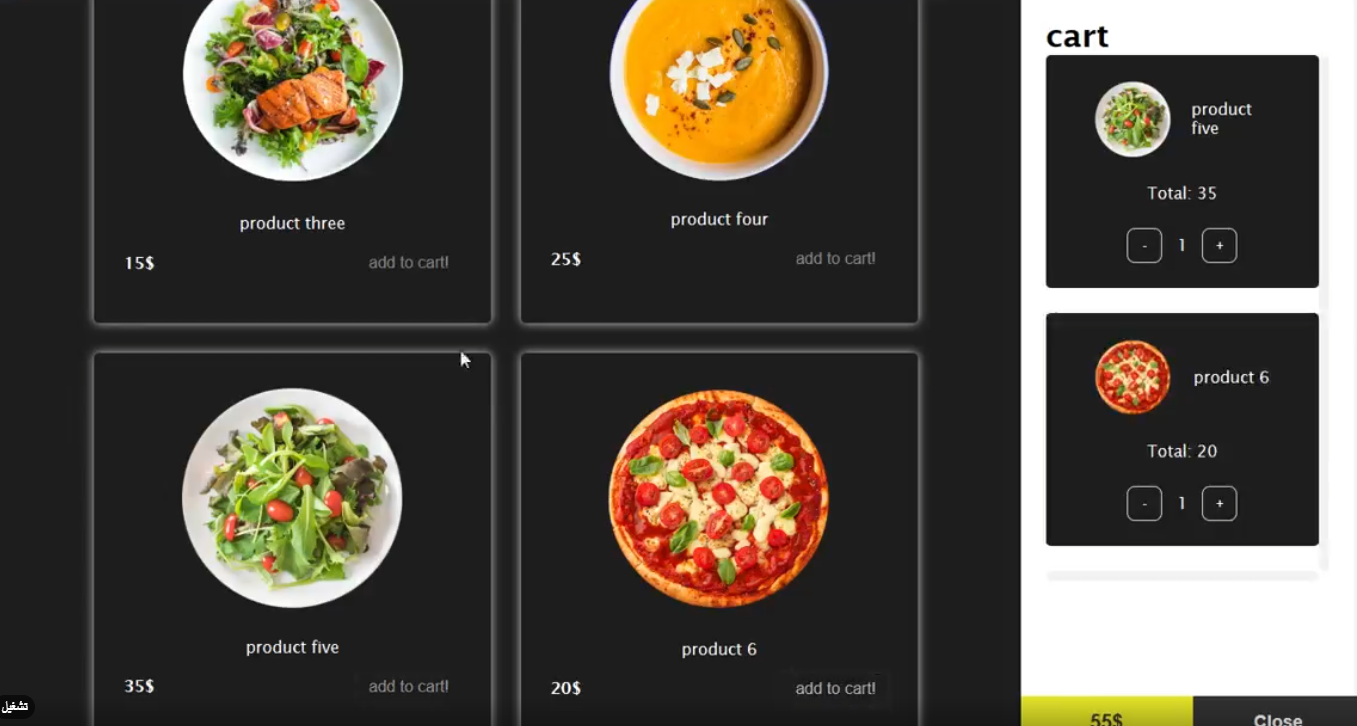 product three
15$
add to cart!
product four
25$
add to cart!
product five
35$
add to cart!
product 6
20$
add to cart!
تشغيل
cart
product
five
Total: 35
- 1 +
product 6
Total: 20
- 1 +
55$
Close